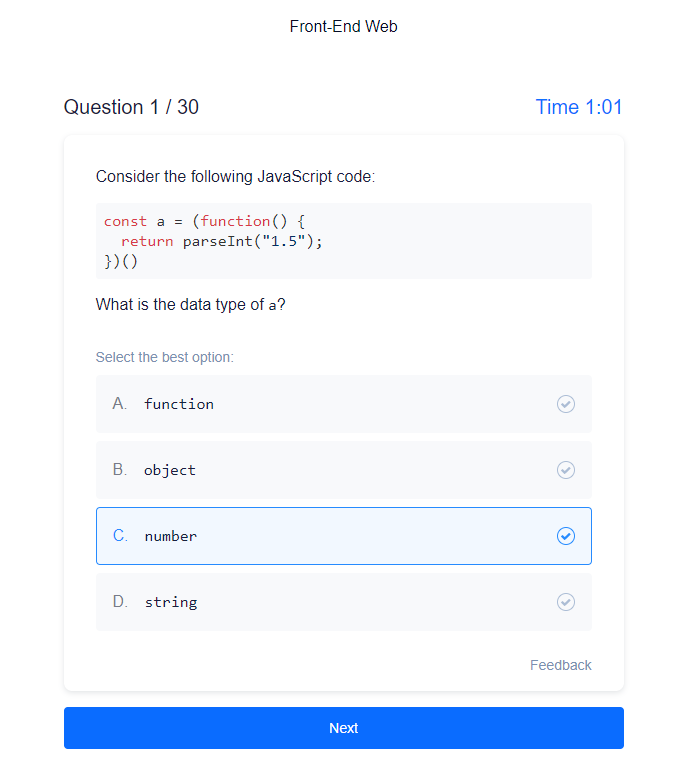 Front-End Web
Question 1 / 30
Time 1:01
Consider the following JavaScript code:
const a = (function() {
  return parseInt("1.5");
})()
What is the data type of a?
Select the best option:
A. function
B. object
C. number
D. string
Feedback
Next